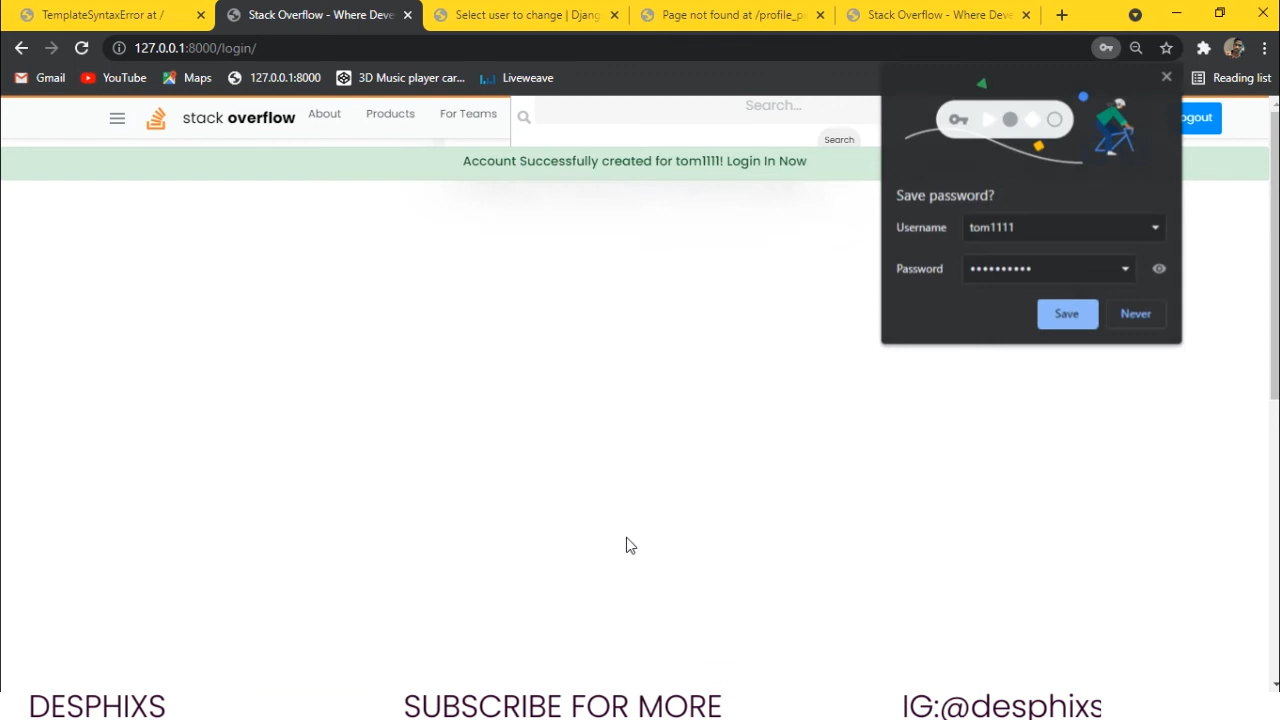 TemplateSyntaxError at /
Stack Overflow - Where Deve
Select user to change | Djang
Page not found at /profile_pi
Stack Overflow - Where Deve
127.0.0.1:8000/login/
Gmail
YouTube
Maps
127.0.0.1:8000
3D Music player car...
Liveweave
Reading list
stack overflow
About
Products
For Teams
Search...
Search
ogout
Account Successfully created for tom1111! Login In Now
Save password?
Username
tom1111
Password
••••••••••
Save
Never
DESPHIXS
SUBSCRIBE FOR MORE
IG:@desphixs